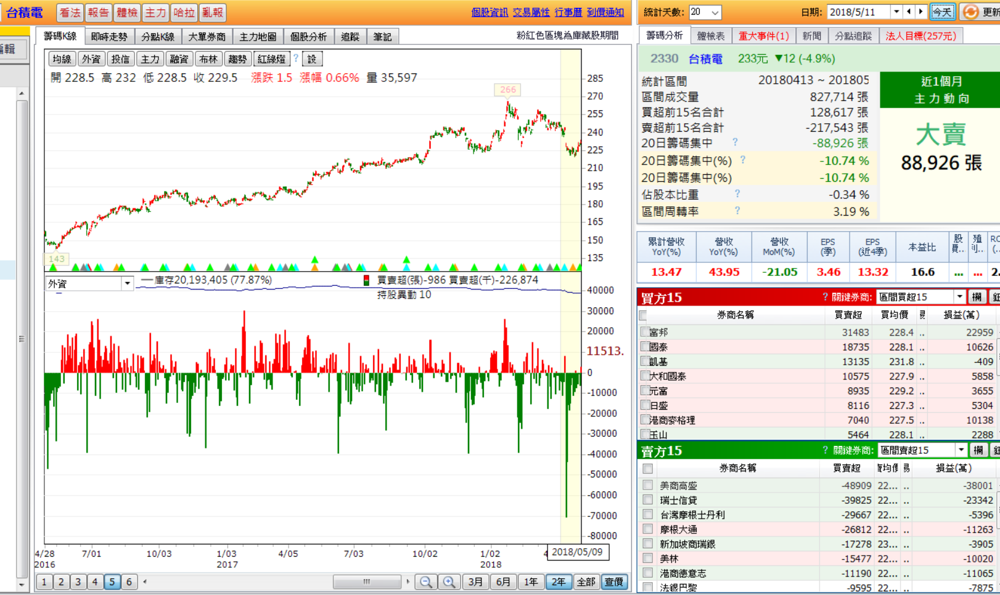 台積電 看法 報告 體檢 主力 哈拉 亂報 個股資訊 交易屬性 行事曆 到價通知
統計天數: 20 日期: 2018/5/11 今天 更新
編輯
籌碼K線 即時走勢 分點K線 大單券商 主力地圖 個股分析 追蹤 筆記 粉紅色區塊為庫藏股期間
均線 外資 投信 主力 融資 布林 趨勢 紅綠燈 ? 設
開 228.5 高 232 低 228.5 收 229.5 漲跌 1.5 漲幅 0.66% 量 35,597
266
143
285
270
255
240
225
210
195
180
165
150
135
外資 庫存20,193,405 (77.87%) 買賣超(張)-986 買賣超(千)-226,874
持股異動 10
40000
30000
20000
11513.
0
-10000
-20000
-30000
-40000
-50000
-60000
-70000
-80000
4/28 7/01 10/03 1/03 4/05 7/03 10/02 1/02 4 2018/05/09
2016 2017 2018
1 2 3 4 5 6 3月 6月 1年 2年 全部 查價
籌碼分析 體檢表 重大事件(1) 新聞 分點追蹤 法人目標(257元)
2330 台積電 233元 ▼12 (-4.9%)
統計區間 20180413 ~ 201805
區間成交量 827,714 張
買超前15名合計 128,617 張
賣超前15名合計 -217,543 張
20日籌碼集中 ? -88,926 張
20日籌碼集中(%) ? -10.74 %
20日籌碼集中(%) -10.74 %
佔股本比重 ? -0.34 %
區間周轉率 ? 3.19 %
近1個月
主力動向
大賣
88,926 張
累計營收 YoY(%) 營收 YoY(%) 營收 MoM(%) EPS (季) EPS (近4季) 本益比 股 費.. 殖 利.. RO (..
13.47 43.95 -21.05 3.46 13.32 16.6 ... ... 2.
買方15 ? 關鍵券商: 區間買超15 欄
券商名稱 買賣超 買均價 損益(萬)
富邦 31483 228.4 .. 22959
國泰 18735 228.1 .. 10626
凱基 13135 231.8 .. -409
大和國泰 10575 227.9 .. 5858
元富 8935 229.2 .. 3655
日盛 8116 227.3 .. 5304
港商麥格理 7040 227.5 .. 10138
玉山 5464 228.1 .. 2288
賣方15 ? 關鍵券商: 區間賣超15 欄
券商名稱 買賣超 損益(萬)
美商高盛 -48909 22... .. -38001
瑞士信貸 -39825 22... .. -23342
台灣摩根士丹利 -29667 22... .. -5396
摩根大通 -26812 22... .. -11263
新加坡商瑞銀 -17278 23... .. -3905
美林 -15477 22... .. -10020
港商德意志 -11190 22... .. -11065
法銀巴黎 -9595 22... .. -7875